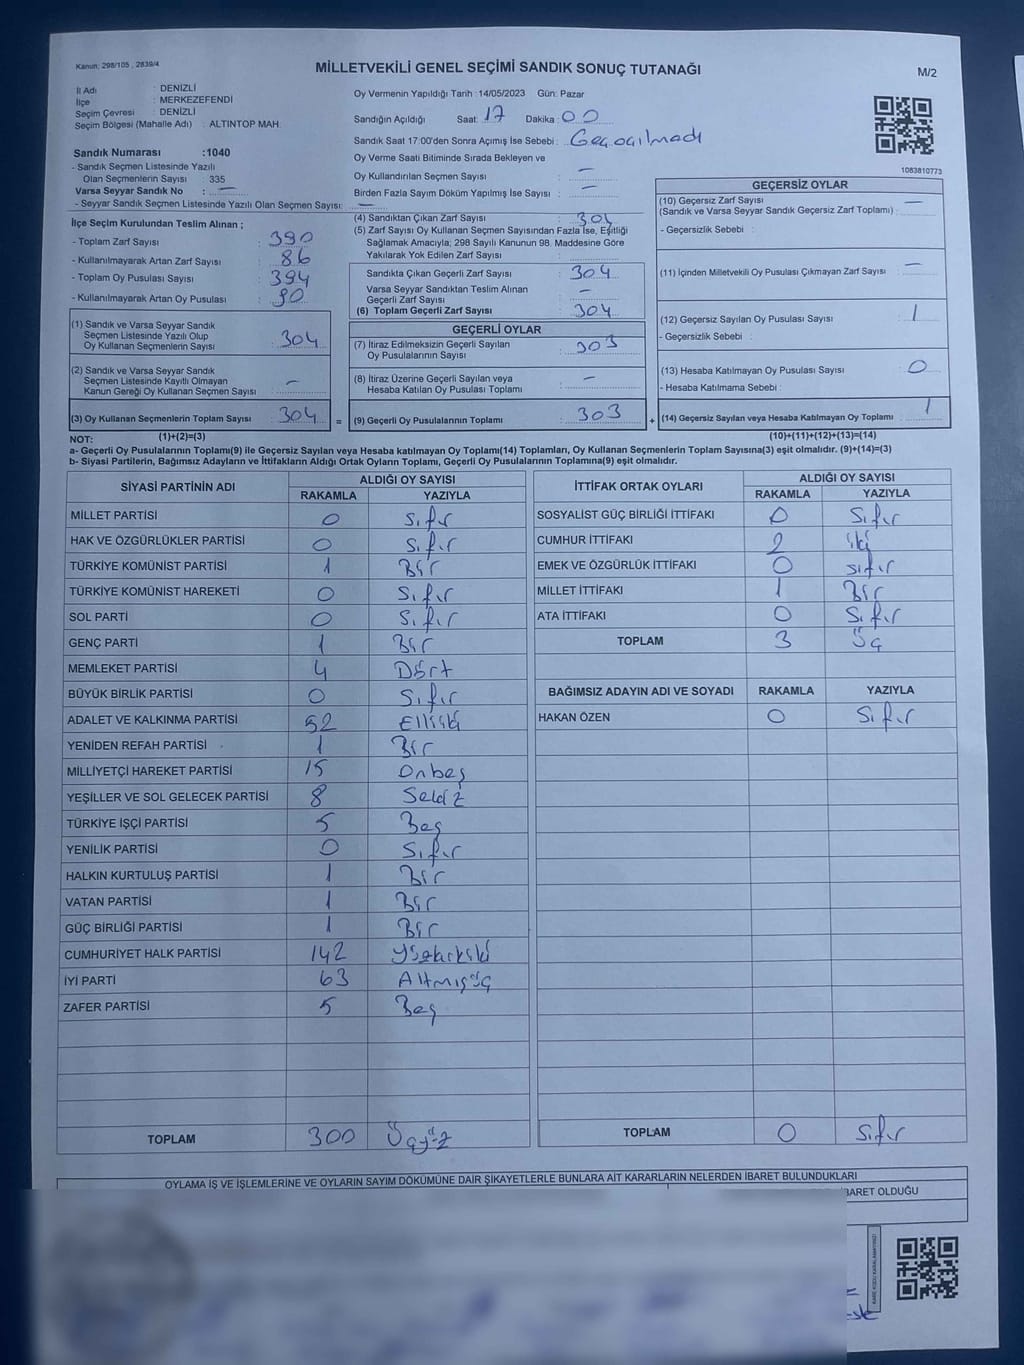 Kanun: 298/105 , 2839/4
MİLLETVEKİLİ GENEL SEÇİMİ SANDIK SONUÇ TUTANAĞI
M/2
İl Adı : DENİZLİ
İlçe : MERKEZEFENDİ
Seçim Çevresi : DENİZLİ
Seçim Bölgesi (Mahalle Adı) : ALTINTOP MAH.
Oy Vermenin Yapıldığı Tarih : 14/05/2023 Gün: Pazar
Sandığın Açıldığı Saat: 17 Dakika: 00
Sandık Saat 17:00'den Sonra Açımış İse Sebebi : Geç açılmadı
Oy Verme Saati Bitiminde Sırada Bekleyen ve
Oy Kullandırılan Seçmen Sayısı : —
Birden Fazla Sayım Döküm Yapılmış İse Sayısı : —
1083810773
Sandık Numarası : 1040
- Sandık Seçmen Listesinde Yazılı
Olan Seçmenlerin Sayısı : 335
Varsa Seyyar Sandık No : —
- Seyyar Sandık Seçmen Listesinde Yazılı Olan Seçmen Sayısı: —
İlçe Seçim Kurulundan Teslim Alınan ;
- Toplam Zarf Sayısı : 390
- Kullanılmayarak Artan Zarf Sayısı : 86
- Toplam Oy Pusulası Sayısı : 394
- Kullanılmayarak Artan Oy Pusulası : 90
(1) Sandık ve Varsa Seyyar Sandık
Seçmen Listesinde Yazılı Olup
Oy Kullanan Seçmenlerin Sayısı : 304
(2) Sandık ve Varsa Seyyar Sandık
Seçmen Listesinde Kayıtlı Olmayan
Kanun Gereği Oy Kullanan Seçmen Sayısı : —
(3) Oy Kullanan Seçmenlerin Toplam Sayısı : 304 =
(4) Sandıktan Çıkan Zarf Sayısı : 304
(5) Zarf Sayısı Oy Kullanan Seçmen Sayısından Fazla İse, Eşitliği
Sağlamak Amacıyla; 298 Sayılı Kanunun 98. Maddesine Göre
Yakılarak Yok Edilen Zarf Sayısı :
Sandıkta Çıkan Geçerli Zarf Sayısı : 304
Varsa Seyyar Sandıktan Teslim Alınan
Geçerli Zarf Sayısı : —
(6) Toplam Geçerli Zarf Sayısı : 304
GEÇERLİ OYLAR
(7) İtiraz Edilmeksizin Geçerli Sayılan
Oy Pusulalarının Sayısı : 303
(8) İtiraz Üzerine Geçerli Sayılan veya
Hesaba Katılan Oy Pusulası Toplamı : —
(9) Geçerli Oy Pusulalarının Toplamı : 303 +
GEÇERSİZ OYLAR
(10) Geçersiz Zarf Sayısı
(Sandık ve Varsa Seyyar Sandık Geçersiz Zarf Toplamı) : —
- Geçersizlik Sebebi :
(11) İçinden Milletvekili Oy Pusulası Çıkmayan Zarf Sayısı : —
(12) Geçersiz Sayılan Oy Pusulası Sayısı : 1
- Geçersizlik Sebebi :
(13) Hesaba Katılmayan Oy Pusulası Sayısı : 0
- Hesaba Katılmama Sebebi :
(14) Geçersiz Sayılan veya Hesaba Katılmayan Oy Toplamı : 1
NOT: (1)+(2)=(3) (10)+(11)+(12)+(13)=(14)
a- Geçerli Oy Pusulalarının Toplamı(9) ile Geçersiz Sayılan veya Hesaba katılmayan Oy Toplamı(14) Toplamları, Oy Kullanan Seçmenlerin Toplam Sayısına(3) eşit olmalıdır. (9)+(14)=(3)
b- Siyasi Partilerin, Bağımsız Adayların ve İttifakların Aldığı Ortak Oyların Toplamı, Geçerli Oy Pusulalarının Toplamına(9) eşit olmalıdır.
SİYASİ PARTİNİN ADI ALDIĞI OY SAYISI
RAKAMLA YAZIYLA
MİLLET PARTİSİ 0 Sıfır
HAK VE ÖZGÜRLÜKLER PARTİSİ 0 Sıfır
TÜRKİYE KOMÜNİST PARTİSİ 1 Bir
TÜRKİYE KOMÜNİST HAREKETİ 0 Sıfır
SOL PARTİ 0 Sıfır
GENÇ PARTİ 1 Bir
MEMLEKET PARTİSİ 4 Dört
BÜYÜK BİRLİK PARTİSİ 0 Sıfır
ADALET VE KALKINMA PARTİSİ 52 Elliiki
YENİDEN REFAH PARTİSİ 1 Bir
MİLLİYETÇİ HAREKET PARTİSİ 15 Onbeş
YEŞİLLER VE SOL GELECEK PARTİSİ 8 Sekiz
TÜRKİYE İŞÇİ PARTİSİ 5 Beş
YENİLİK PARTİSİ 0 Sıfır
HALKIN KURTULUŞ PARTİSİ 1 Bir
VATAN PARTİSİ 1 Bir
GÜÇ BİRLİĞİ PARTİSİ 1 Bir
CUMHURİYET HALK PARTİSİ 142 Yüzkırkiki
İYİ PARTİ 63 Altmışüç
ZAFER PARTİSİ 5 Beş
TOPLAM 300 Üçyüz
İTTİFAK ORTAK OYLARI ALDIĞI OY SAYISI
RAKAMLA YAZIYLA
SOSYALİST GÜÇ BİRLİĞİ İTTİFAKI 0 Sıfır
CUMHUR İTTİFAKI 2 iki
EMEK VE ÖZGÜRLÜK İTTİFAKI 0 sıfır
MİLLET İTTİFAKI 1 Bir
ATA İTTİFAKI 0 Sıfır
TOPLAM 3 Üç
BAĞIMSIZ ADAYIN ADI VE SOYADI RAKAMLA YAZIYLA
HAKAN ÖZEN 0 Sıfır
TOPLAM 0 Sıfır
OYLAMA İŞ VE İŞLEMLERİNE VE OYLARIN SAYIM DÖKÜMÜNE DAİR ŞİKAYETLERLE BUNLARA AİT KARARLARIN NELERDEN İBARET BULUNDUKLARI
BARET OLDUĞU